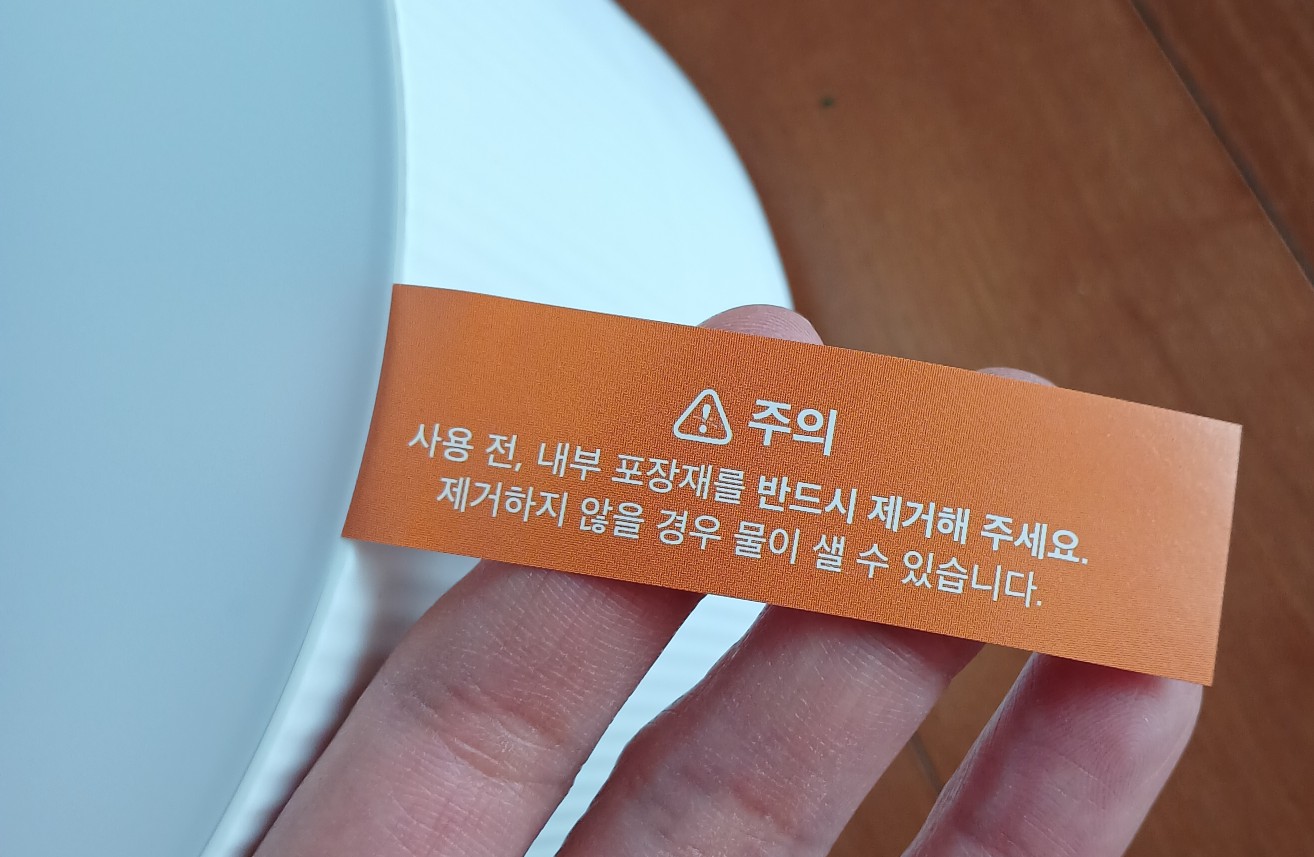 주의
사용 전, 내부 포장재를 반드시 제거해 주세요.
제거하지 않을 경우 물이 샐 수 있습니다.